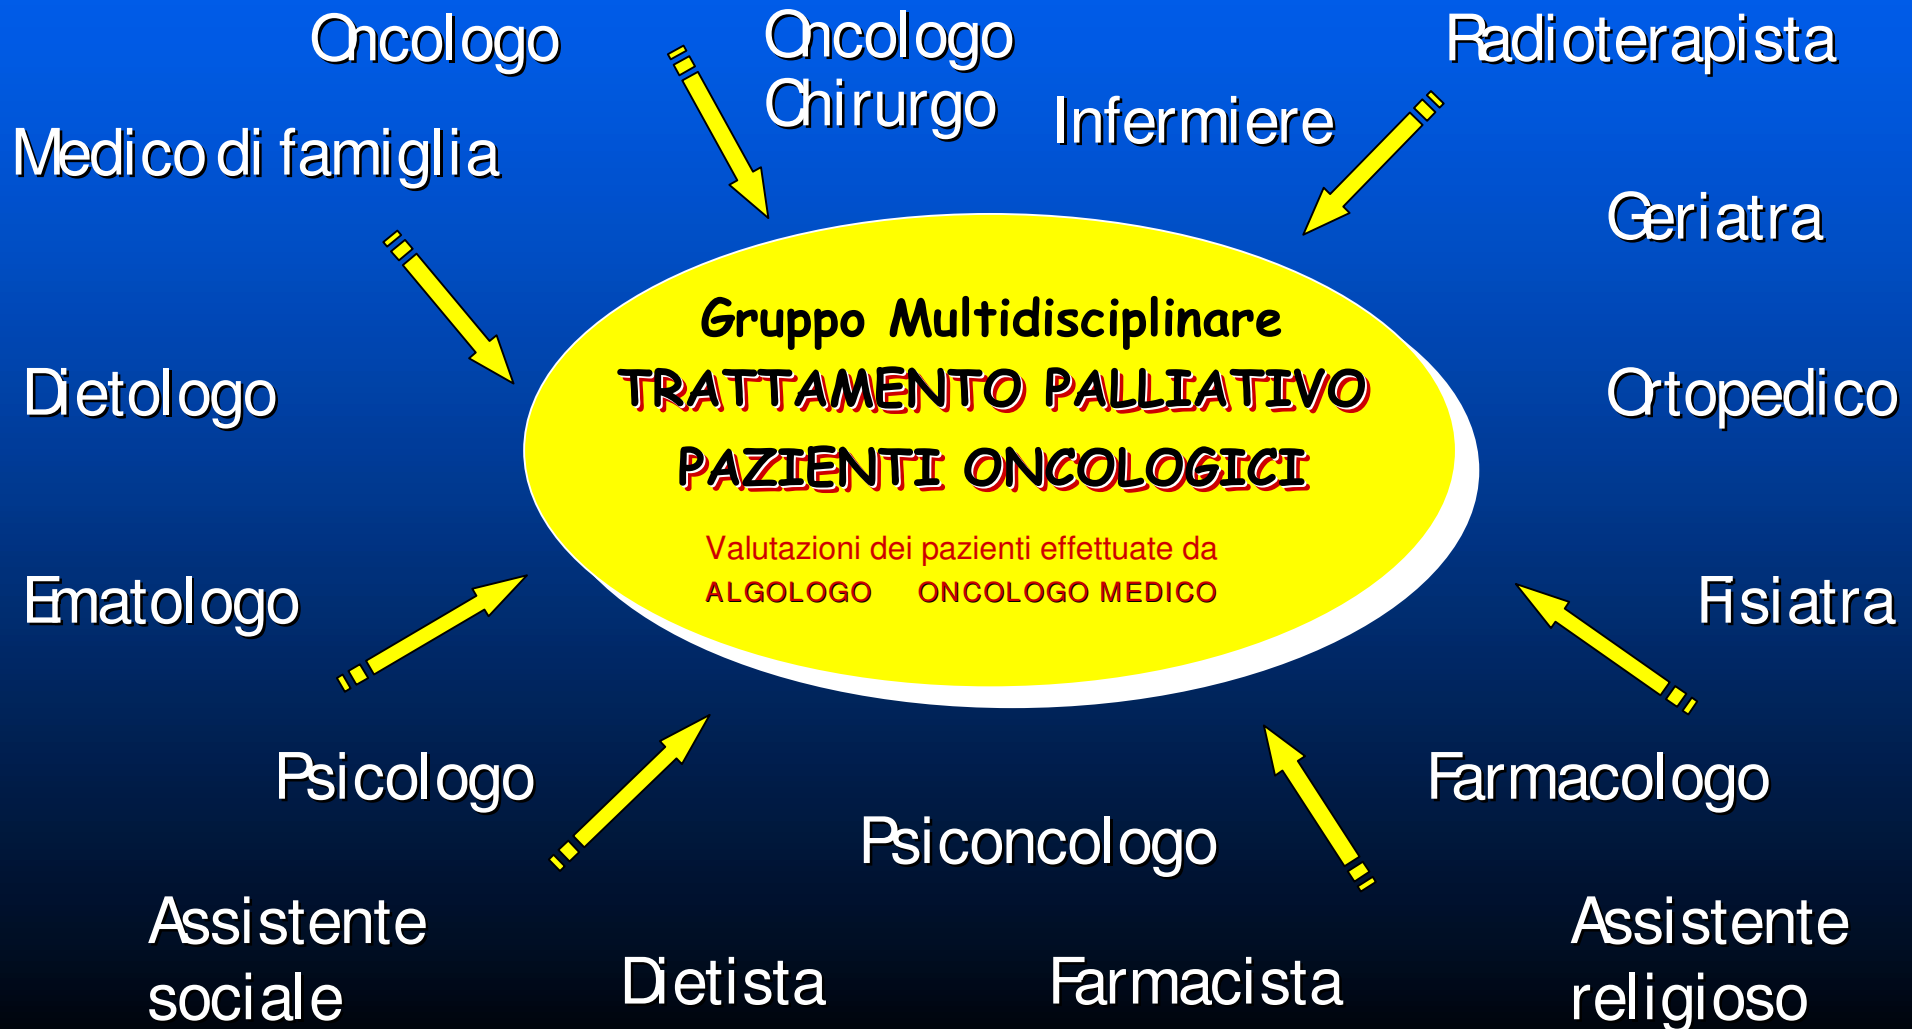 Oncologo
Oncologo
Chirurgo
Radioterapista
Infermiere
Medico di famiglia
Geriatra
Gruppo Multidisciplinare
TRATTAMENTO PALLIATIVO
PAZIENTI ONCOLOGICI
Valutazioni dei pazienti effettuate da
ALGOLOGO ONCOLOGO MEDICO
Dietologo
Ortopedico
Ematologo
Fisiatra
Psicologo
Farmacologo
Psiconcologo
Assistente
sociale
Dietista
Farmacista
Assistente
religioso